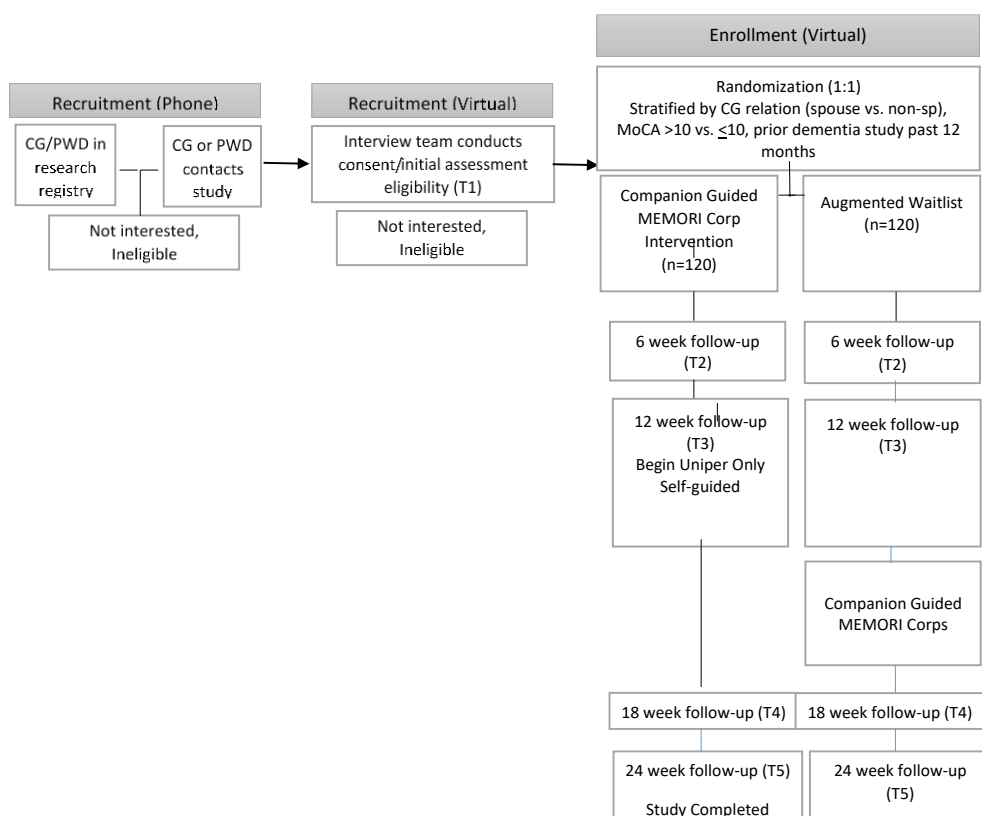 Recruitment (Phone)
CG/PWD in
research
registry
CG or PWD
contacts
study
Not interested,
Ineligible
Recruitment (Virtual)
Interview team conducts
consent/initial assessment
eligibility (T1)
Not interested,
Ineligible
Enrollment (Virtual)
Randomization (1:1)
Stratified by CG relation (spouse vs. non-sp),
MoCA >10 vs. <10, prior dementia study past 12
months
Companion Guided
MEMORI Corp
Intervention
(n=120)
Augmented Waitlist
(n=120)
6 week follow-up
(T2)
6 week follow-up
(T2)
12 week follow-up
(T3)
Begin Uniper Only
Self-guided
12 week follow-up
(T3)
Companion Guided
MEMORI Corps
18 week follow-up (T4)
18 week follow-up (T4)
24 week follow-up (T5)
Study Completed
24 week follow-up
(T5)